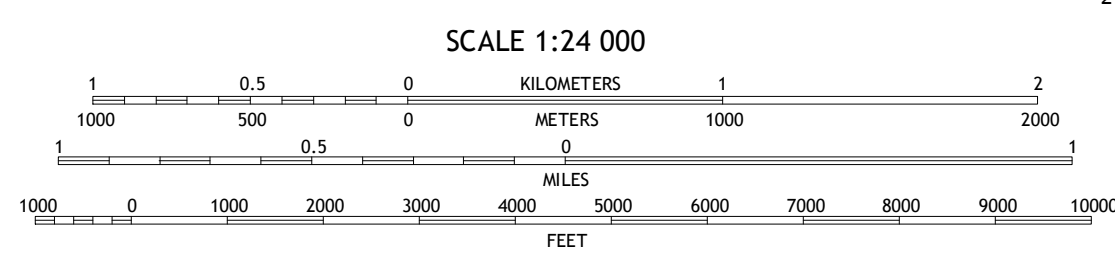 2
SCALE 1:24 000
1 0.5 0 KILOMETERS 1 2
1000 500 0 METERS 1000 2000
1 0.5 0 1
MILES
1000 0 1000 2000 3000 4000 5000 6000 7000 8000 9000 10000
FEET